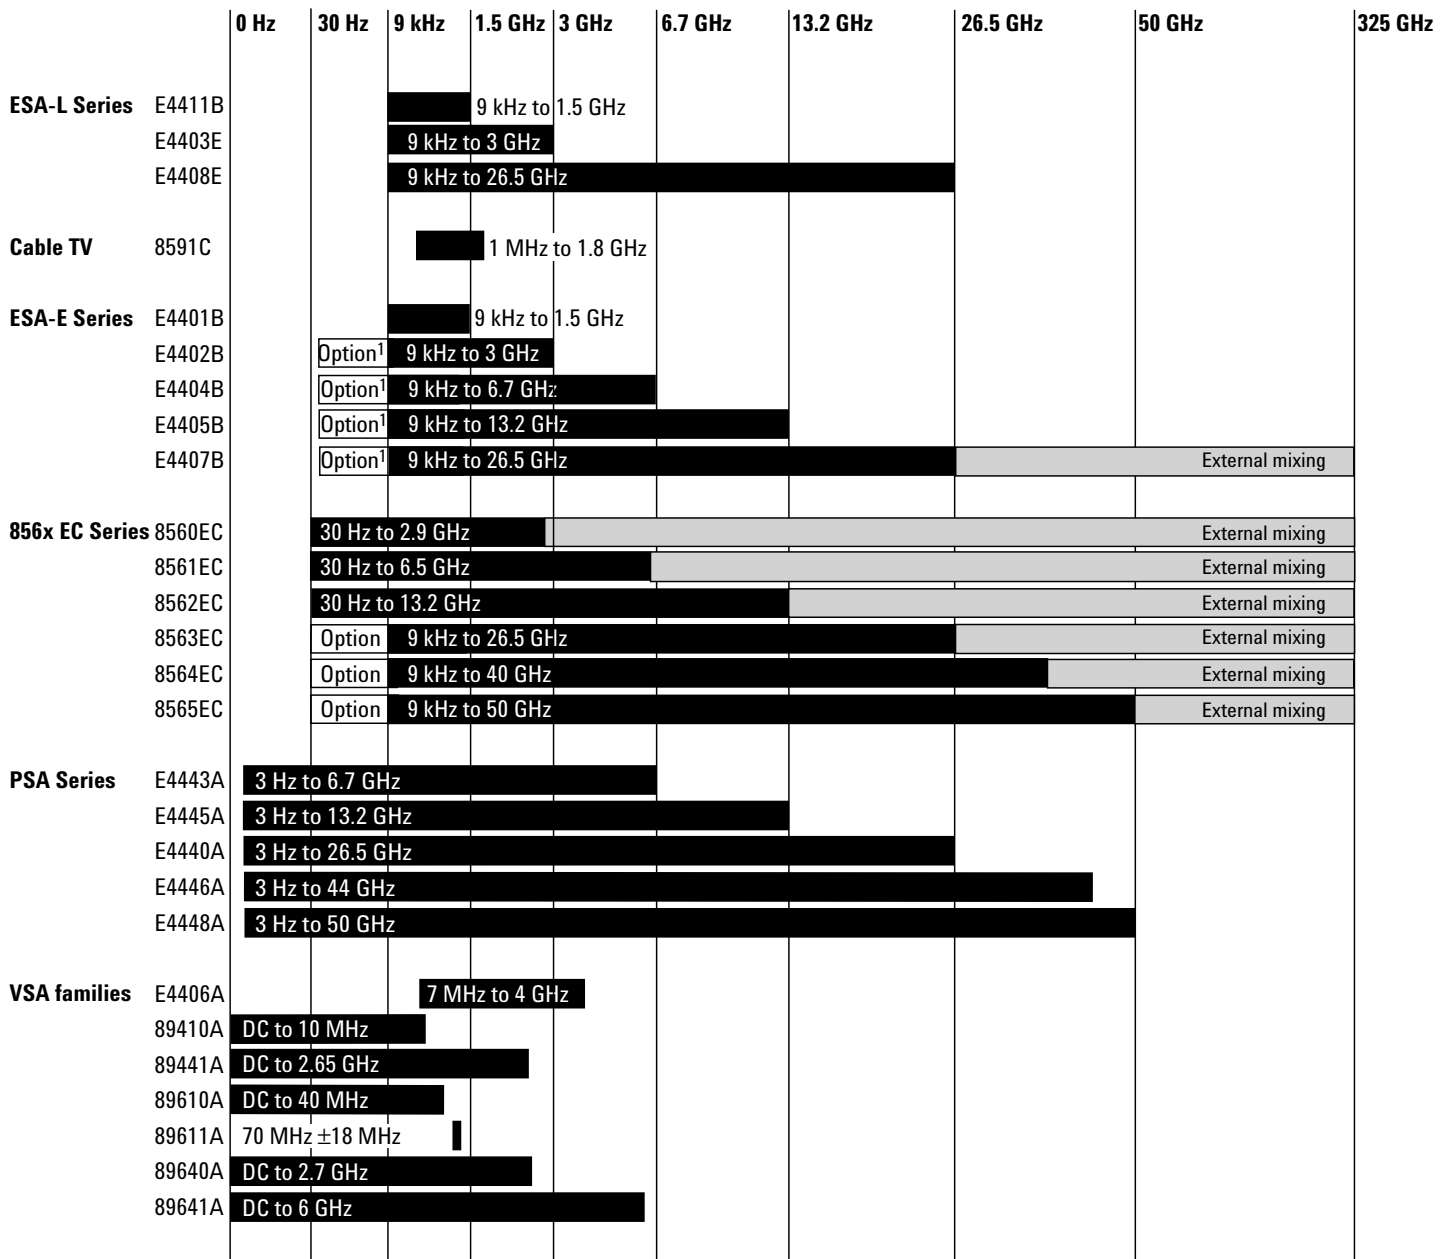 0 Hz 30 Hz 9 kHz 1.5 GHz 3 GHz 6.7 GHz 13.2 GHz 26.5 GHz 50 GHz 325 GHz
ESA-L Series E4411B 9 kHz to 1.5 GHz
E4403E 9 kHz to 3 GHz
E4408E 9 kHz to 26.5 GHz
Cable TV 8591C 1 MHz to 1.8 GHz
ESA-E Series E4401B 9 kHz to 1.5 GHz
E4402B Option¹ 9 kHz to 3 GHz
E4404B Option¹ 9 kHz to 6.7 GHz
E4405B Option¹ 9 kHz to 13.2 GHz
E4407B Option¹ 9 kHz to 26.5 GHz External mixing
856x EC Series 8560EC 30 Hz to 2.9 GHz External mixing
8561EC 30 Hz to 6.5 GHz External mixing
8562EC 30 Hz to 13.2 GHz External mixing
8563EC Option 9 kHz to 26.5 GHz External mixing
8564EC Option 9 kHz to 40 GHz External mixing
8565EC Option 9 kHz to 50 GHz External mixing
PSA Series E4443A 3 Hz to 6.7 GHz
E4445A 3 Hz to 13.2 GHz
E4440A 3 Hz to 26.5 GHz
E4446A 3 Hz to 44 GHz
E4448A 3 Hz to 50 GHz
VSA families E4406A 7 MHz to 4 GHz
89410A DC to 10 MHz
89441A DC to 2.65 GHz
89610A DC to 40 MHz
89611A 70 MHz ±18 MHz
89640A DC to 2.7 GHz
89641A DC to 6 GHz